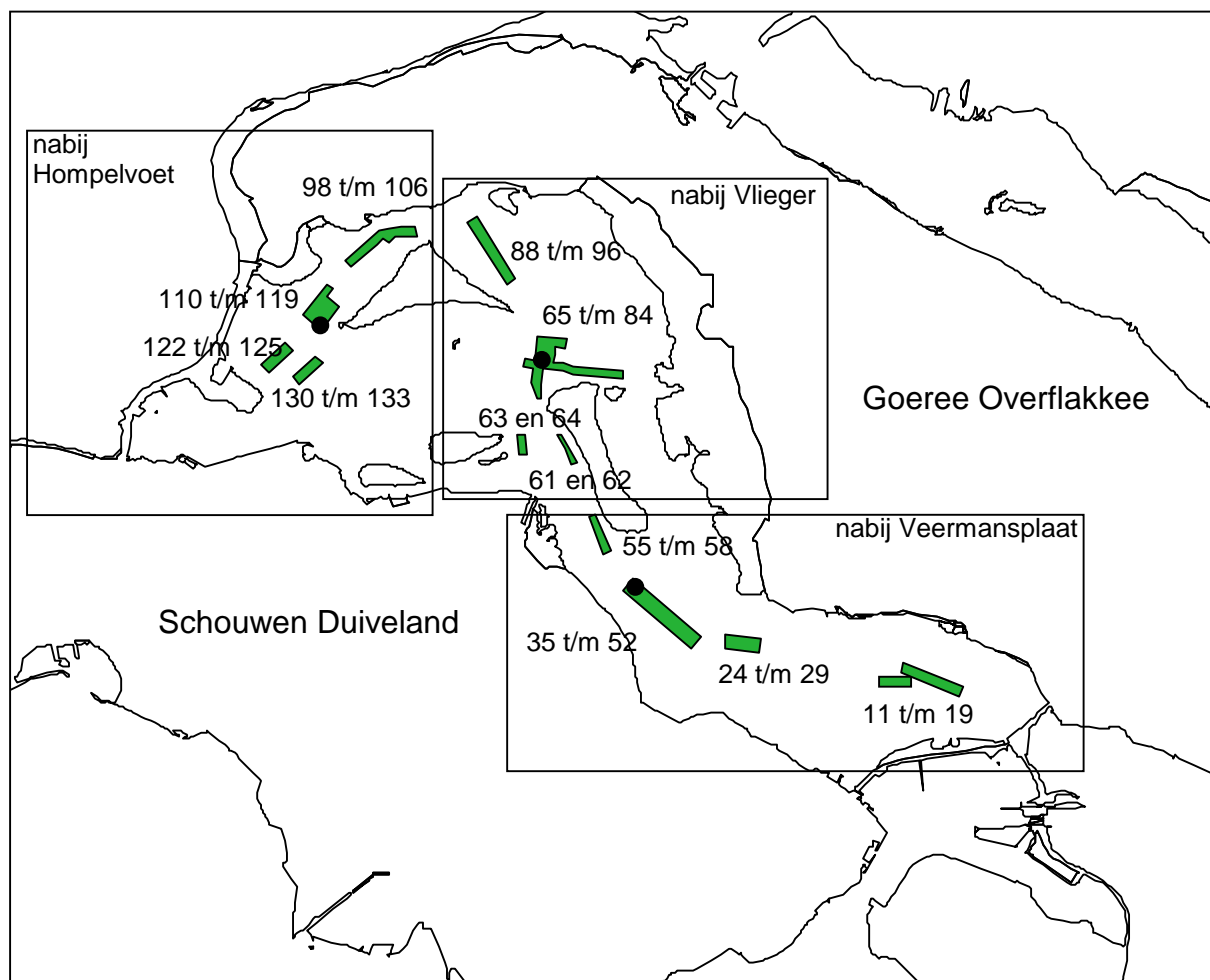 nabij
Hompelvoet
98 t/m 106
nabij Vlieger
88 t/m 96
110 t/m 119
65 t/m 84
122 t/m 125
130 t/m 133
Goeree Overflakkee
63 en 64
61 en 62
nabij Veermansplaat
55 t/m 58
Schouwen Duiveland
35 t/m 52
24 t/m 29
11 t/m 19